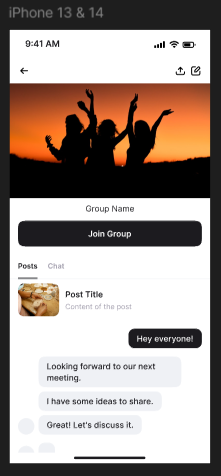 iPhone 13 & 14
9:41 AM
Group Name
Join Group
Posts Chat
Post Title
Content of the post
Hey everyone!
Looking forward to our next
meeting.
I have some ideas to share.
Great! Let's discuss it.